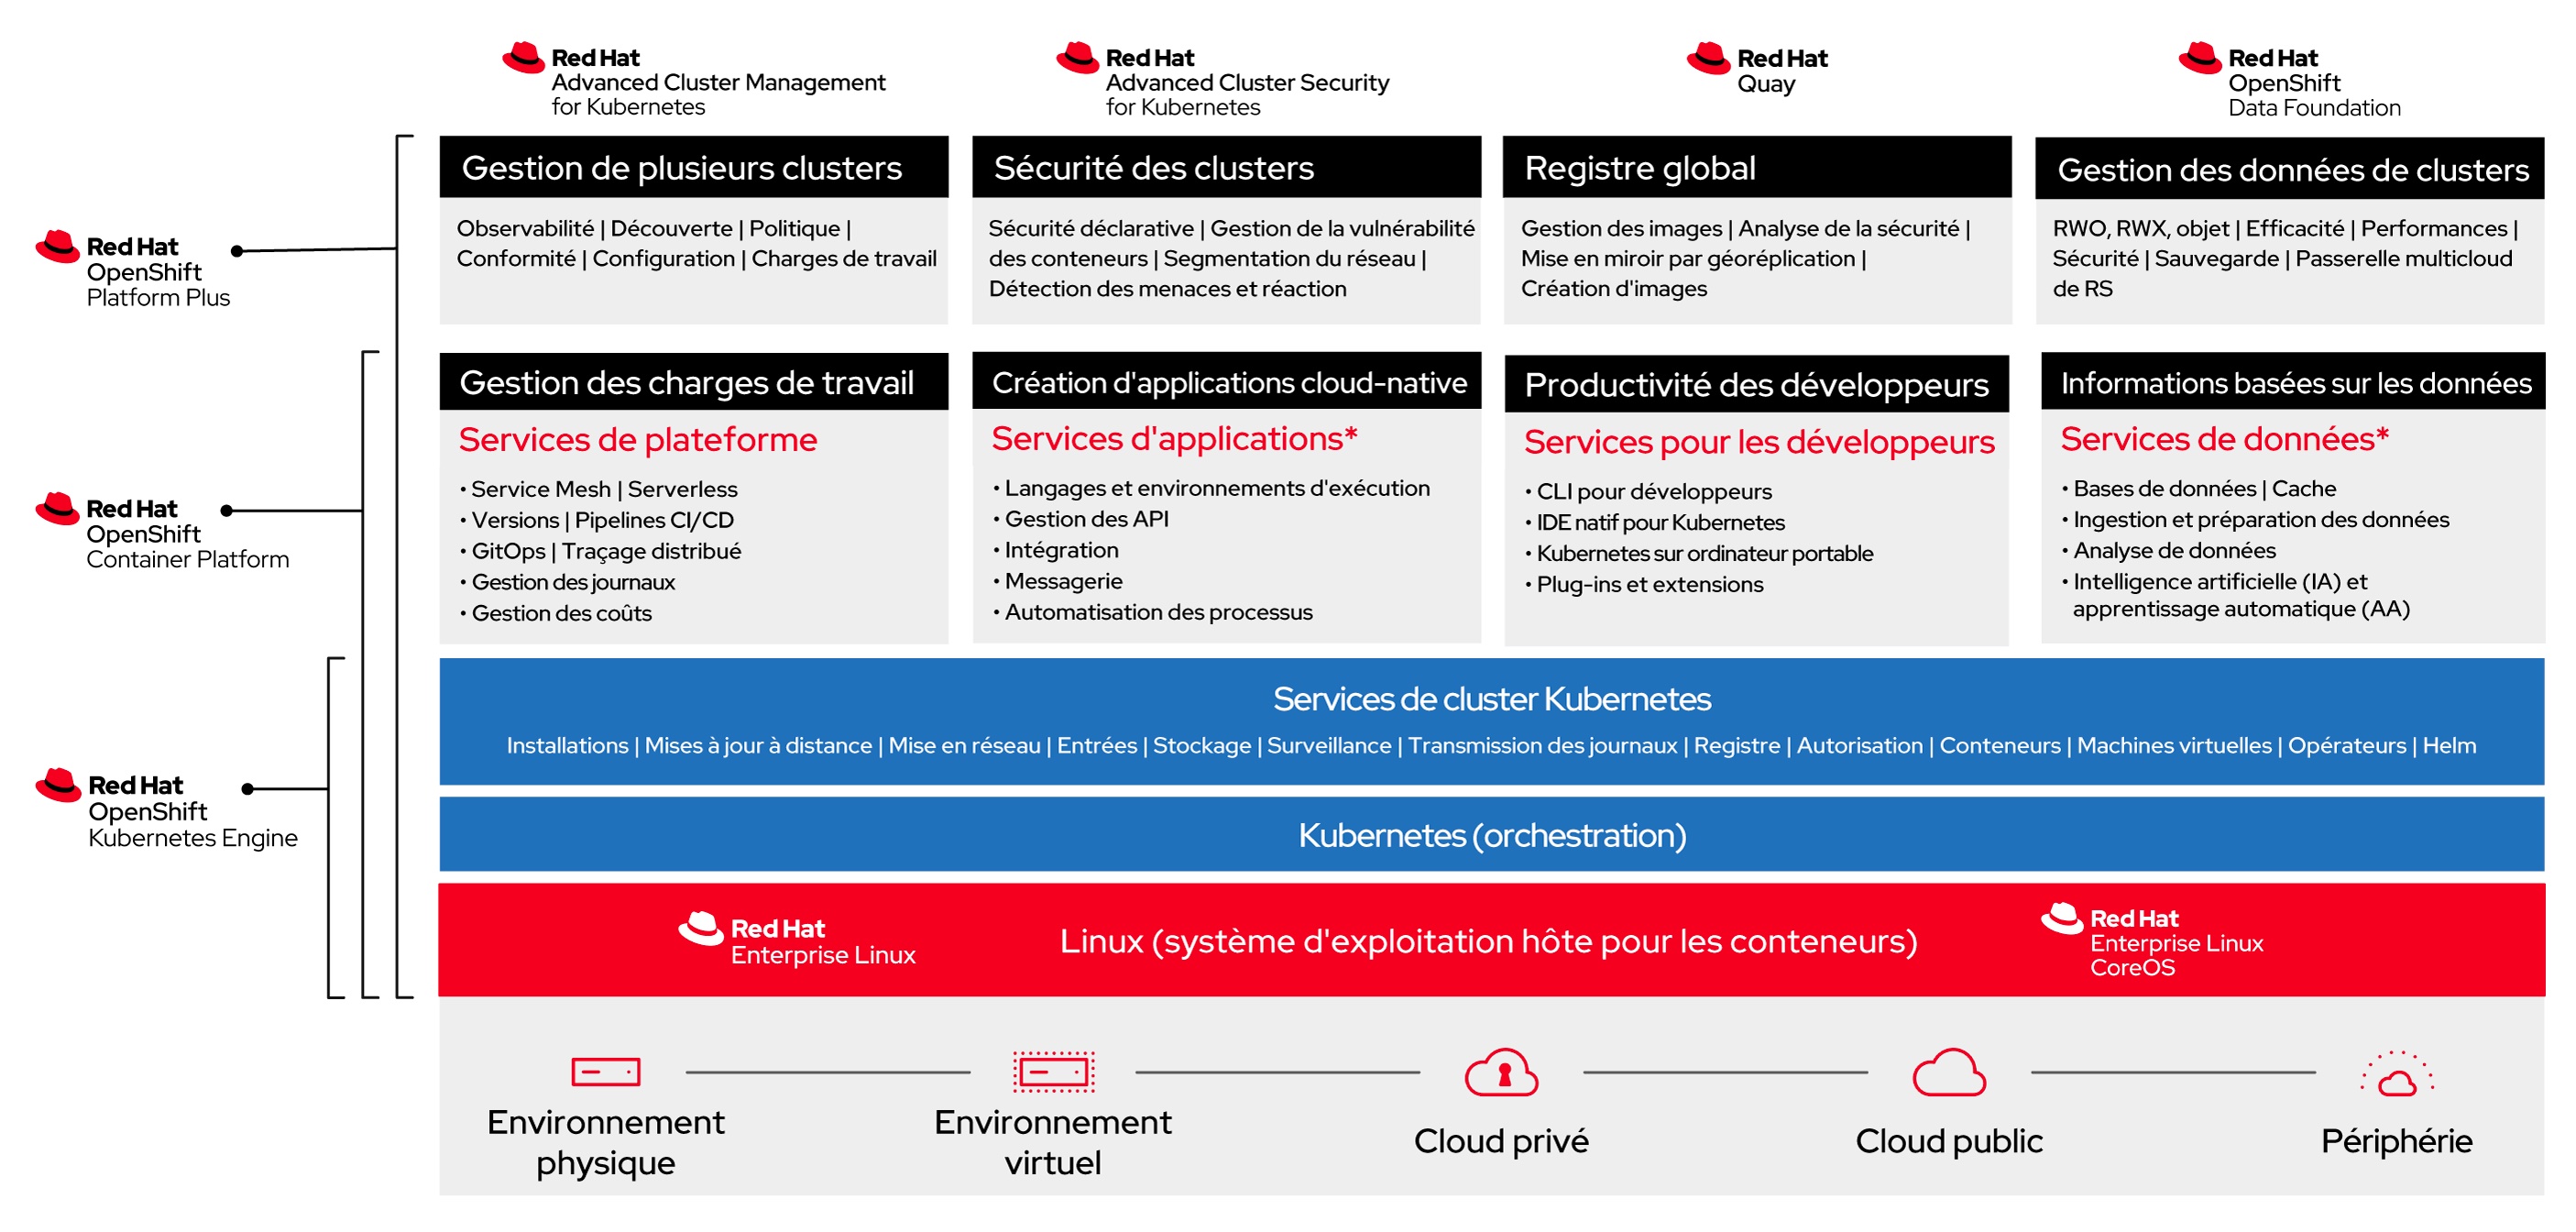 Red Hat
Advanced Cluster Management
for Kubernetes
Red Hat
Advanced Cluster Security
for Kubernetes
Red Hat
Quay
Red Hat
OpenShift
Data Foundation
Red Hat
OpenShift
Platform Plus
Gestion de plusieurs clusters
Observabilité | Découverte | Politique |
Conformité | Configuration | Charges de travail
Sécurité des clusters
Sécurité déclarative | Gestion de la vulnérabilité
des conteneurs | Segmentation du réseau |
Détection des menaces et réaction
Registre global
Gestion des images | Analyse de la sécurité |
Mise en miroir par géoréplication |
Création d'images
Gestion des données de clusters
RWO, RWX, objet | Efficacité | Performances |
Sécurité | Sauvegarde | Passerelle multicloud
de RS
Red Hat
OpenShift
Container Platform
Gestion des charges de travail
Services de plateforme
• Service Mesh | Serverless
• Versions | Pipelines CI/CD
• GitOps | Traçage distribué
• Gestion des journaux
• Gestion des coûts
Création d'applications cloud-native
Services d'applications*
• Langages et environnements d'exécution
• Gestion des API
• Intégration
• Messagerie
• Automatisation des processus
Productivité des développeurs
Services pour les développeurs
• CLI pour développeurs
• IDE natif pour Kubernetes
• Kubernetes sur ordinateur portable
• Plug-ins et extensions
Informations basées sur les données
Services de données*
• Bases de données | Cache
• Ingestion et préparation des données
• Analyse de données
• Intelligence artificielle (IA) et
apprentissage automatique (AA)
Red Hat
OpenShift
Kubernetes Engine
Services de cluster Kubernetes
Installations | Mises à jour à distance | Mise en réseau | Entrées | Stockage | Surveillance | Transmission des journaux | Registre | Autorisation | Conteneurs | Machines virtuelles | Opérateurs | Helm
Kubernetes (orchestration)
Red Hat
Enterprise Linux
Linux (système d'exploitation hôte pour les conteneurs)
Red Hat
Enterprise Linux
CoreOS
Environnement
physique
Environnement
virtuel
Cloud privé
Cloud public
Périphérie